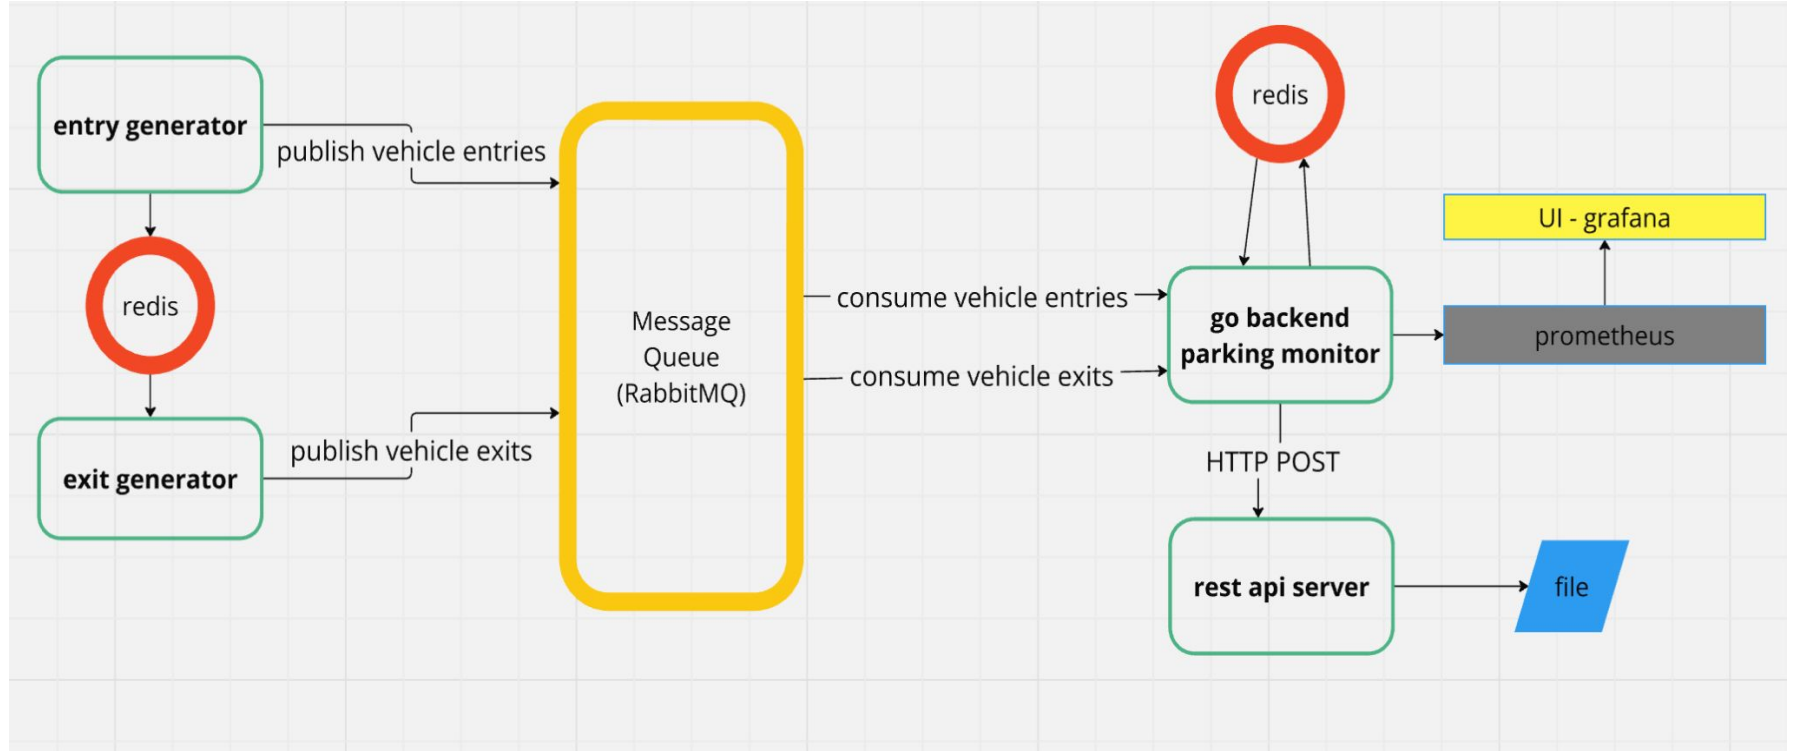 entry generator
publish vehicle entries
redis
exit generator
publish vehicle exits
Message
Queue
(RabbitMQ)
consume vehicle entries
consume vehicle exits
redis
go backend
parking monitor
UI - grafana
prometheus
HTTP POST
rest api server
file